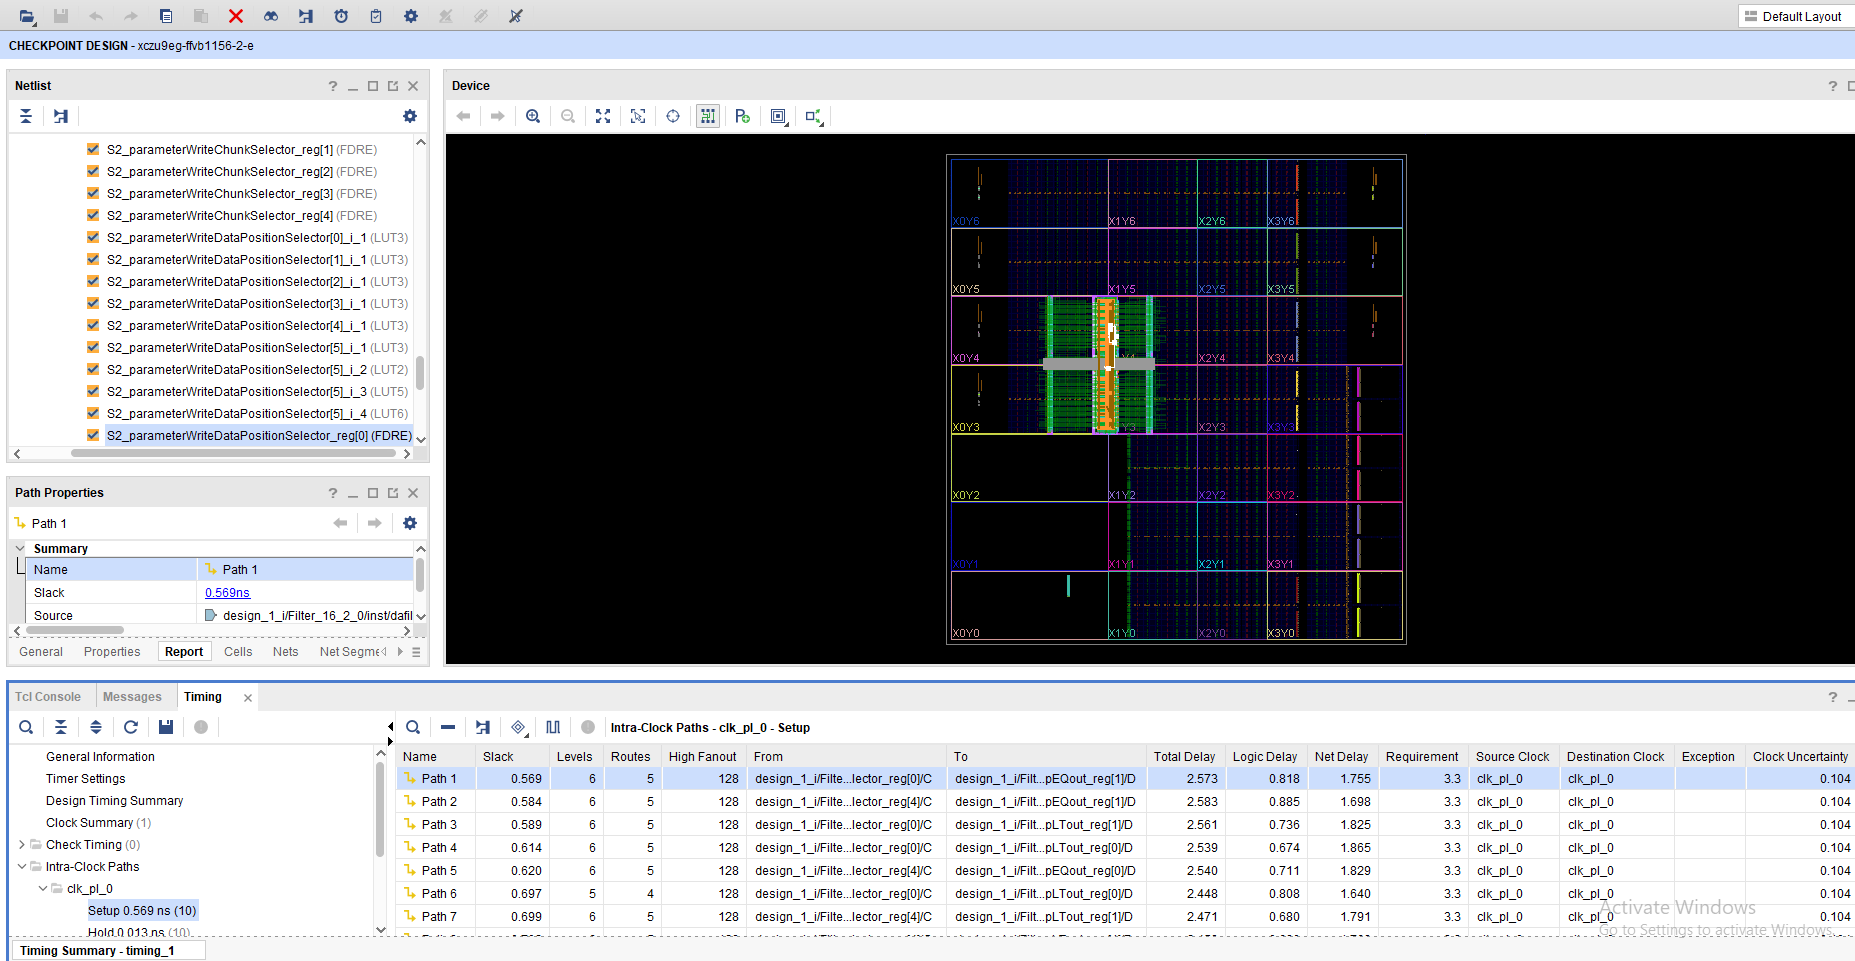 Default Layout
CHECKPOINT DESIGN - xczu9eg-ffvb1156-2-e
Netlist
S2_parameterWriteChunkSelector_reg[1] (FDRE)
S2_parameterWriteChunkSelector_reg[2] (FDRE)
S2_parameterWriteChunkSelector_reg[3] (FDRE)
S2_parameterWriteChunkSelector_reg[4] (FDRE)
S2_parameterWriteDataPositionSelector[0]_i_1 (LUT3)
S2_parameterWriteDataPositionSelector[1]_i_1 (LUT3)
S2_parameterWriteDataPositionSelector[2]_i_1 (LUT3)
S2_parameterWriteDataPositionSelector[3]_i_1 (LUT3)
S2_parameterWriteDataPositionSelector[4]_i_1 (LUT3)
S2_parameterWriteDataPositionSelector[5]_i_1 (LUT3)
S2_parameterWriteDataPositionSelector[5]_i_2 (LUT2)
S2_parameterWriteDataPositionSelector[5]_i_3 (LUT5)
S2_parameterWriteDataPositionSelector[5]_i_4 (LUT6)
S2_parameterWriteDataPositionSelector_reg[0] (FDRE)
Path Properties
Path 1
Summary
Name Path 1
Slack 0.569ns
Source design_1_i/Filter_16_2_0/inst/dafil
General Properties Report Cells Nets Net Segme
Device
X0Y6 X1Y6 X2Y6 X3Y6
X0Y5 X1Y5 X2Y5 X3Y5
X0Y4 X2Y4 X3Y4
X0Y3 X2Y3 X3Y3
X0Y2 X1Y2 X2Y2 X3Y2
X0Y1 X1Y1 X2Y1 X3Y1
X0Y0 X1Y0 X2Y0 X3Y0
Tcl Console Messages Timing
General Information
Timer Settings
Design Timing Summary
Clock Summary (1)
Check Timing (0)
Intra-Clock Paths
clk_pl_0
Setup 0.569 ns (10)
Hold 0.013 ns (10)
Timing Summary - timing_1
Intra-Clock Paths - clk_pl_0 - Setup
Name Slack Levels Routes High Fanout From To Total Delay Logic Delay Net Delay Requirement Source Clock Destination Clock Exception Clock Uncertainty
Path 1 0.569 6 5 128 design_1_i/Filte...lector_reg[0]/C design_1_i/Filt...pEQout_reg[1]/D 2.573 0.818 1.755 3.3 clk_pl_0 clk_pl_0 0.104
Path 2 0.584 6 5 128 design_1_i/Filte...lector_reg[4]/C design_1_i/Filt...pEQout_reg[1]/D 2.583 0.885 1.698 3.3 clk_pl_0 clk_pl_0 0.104
Path 3 0.589 6 5 128 design_1_i/Filte...lector_reg[0]/C design_1_i/Filt...pLTout_reg[1]/D 2.561 0.736 1.825 3.3 clk_pl_0 clk_pl_0 0.104
Path 4 0.614 6 5 128 design_1_i/Filte...lector_reg[0]/C design_1_i/Filt...pLTout_reg[0]/D 2.539 0.674 1.865 3.3 clk_pl_0 clk_pl_0 0.104
Path 5 0.620 6 5 128 design_1_i/Filte...lector_reg[4]/C design_1_i/Filt...pEQout_reg[0]/D 2.540 0.711 1.829 3.3 clk_pl_0 clk_pl_0 0.104
Path 6 0.697 5 4 128 design_1_i/Filte...lector_reg[0]/C design_1_i/Filt...pLTout_reg[0]/D 2.448 0.808 1.640 3.3 clk_pl_0 clk_pl_0 0.104
Path 7 0.699 6 5 128 design_1_i/Filte...lector_reg[4]/C design_1_i/Filt...pLTout_reg[1]/D 2.471 0.680 1.791 3.3 clk_pl_0 clk_pl_0 0.104
Activate Windows
Go to Settings to activate Windows.